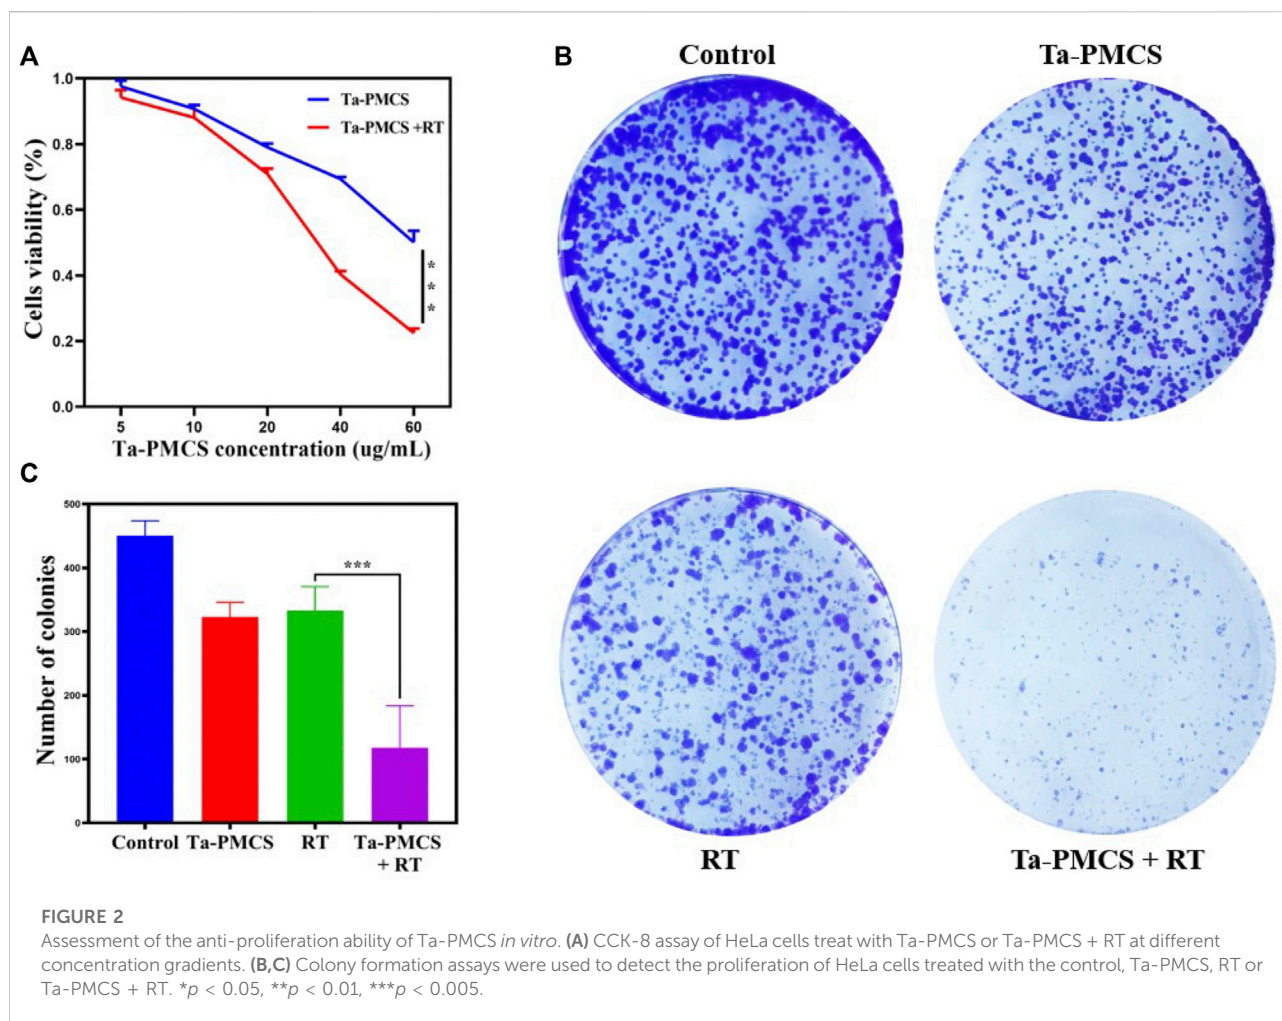 A
1.0
0.8
0.6
0.4
0.2
0.0
Cells viability (%)
Ta-PMCS
Ta-PMCS +RT
***
5 10 20 40 60
Ta-PMCS concentration (ug/mL)
B
Control
Ta-PMCS
RT
Ta-PMCS + RT
C
500
400
300
200
100
0
Number of colonies
***
Control Ta-PMCS RT Ta-PMCS
+ RT
FIGURE 2
Assessment of the anti-proliferation ability of Ta-PMCS in vitro. (A) CCK-8 assay of HeLa cells treat with Ta-PMCS or Ta-PMCS + RT at different
concentration gradients. (B,C) Colony formation assays were used to detect the proliferation of HeLa cells treated with the control, Ta-PMCS, RT or
Ta-PMCS + RT. *p < 0.05, **p < 0.01, ***p < 0.005.